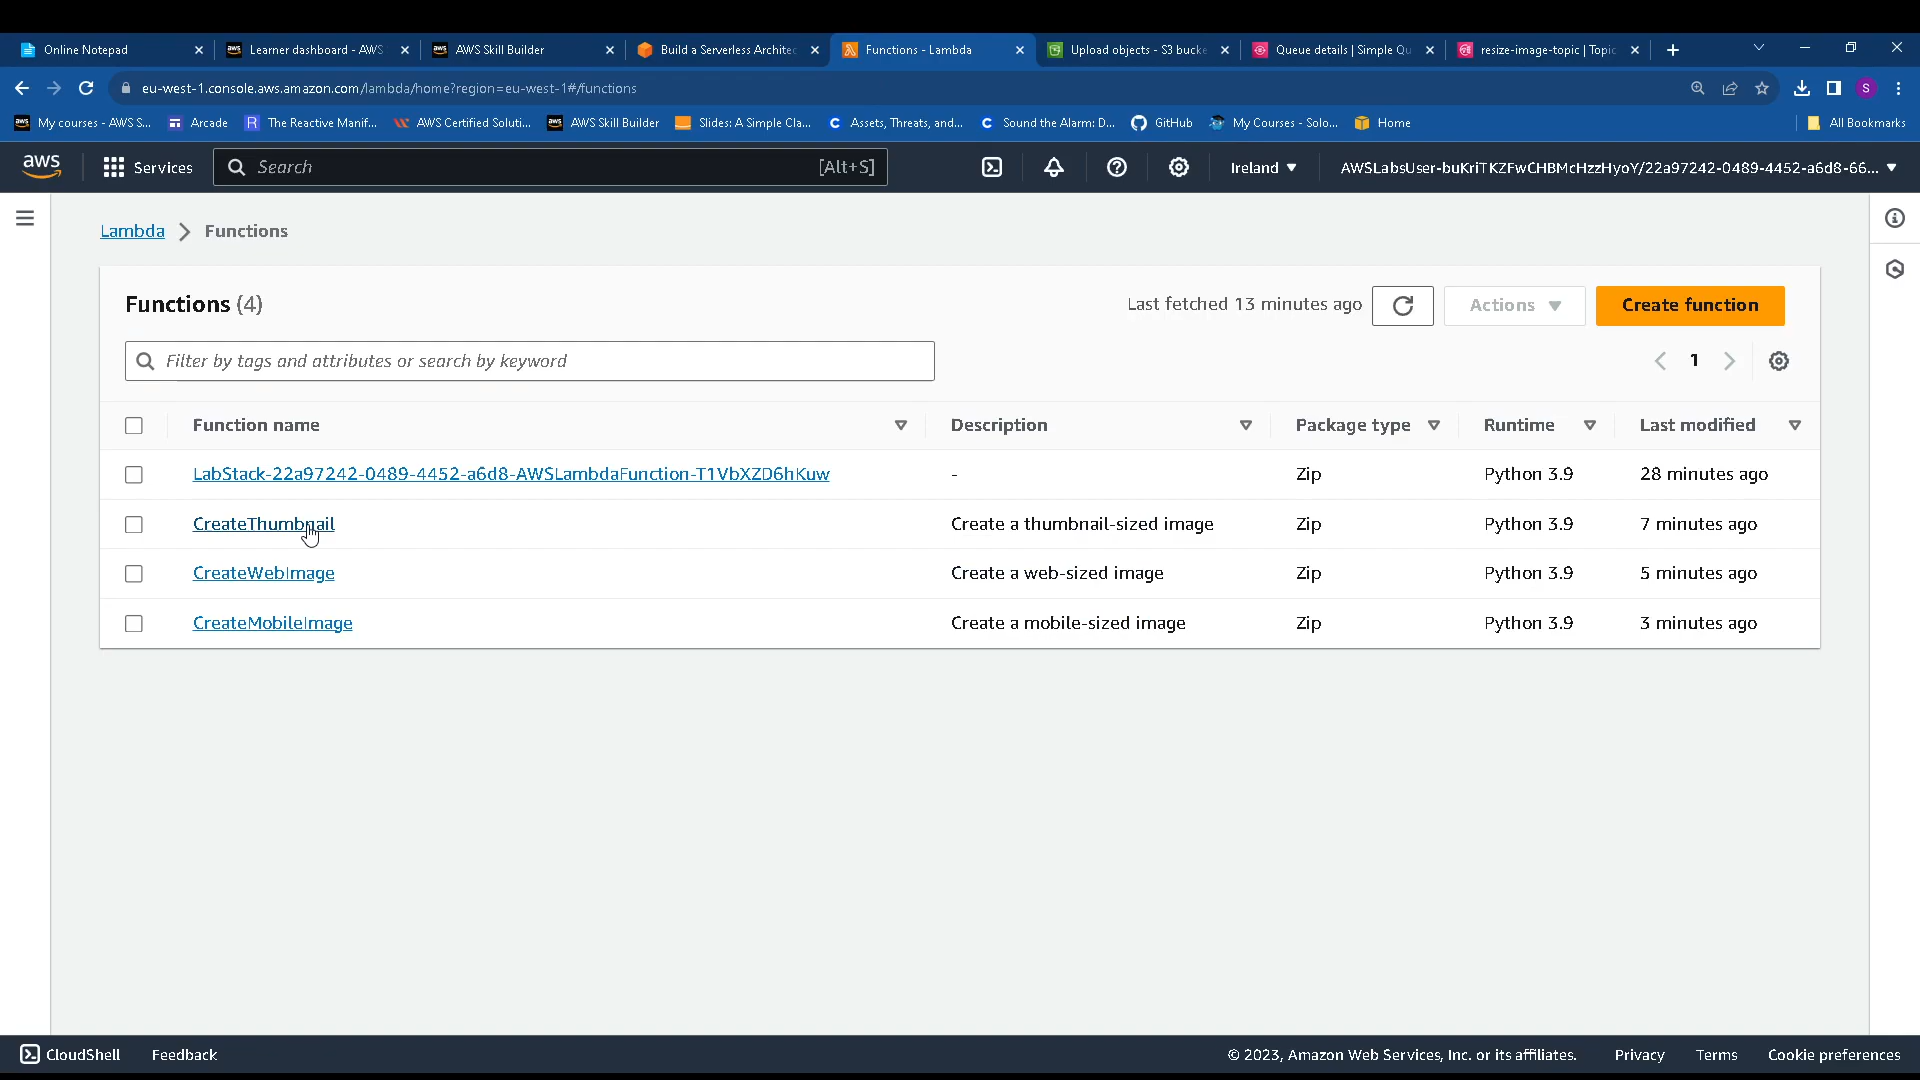 Online Notepad
Learner dashboard - AWS
AWS Skill Builder
Build a Serverless Architec
Functions - Lambda
Upload objects - S3 bucke
Queue details | Simple Qu
resize-image-topic | Topic
eu-west-1.console.aws.amazon.com/lambda/home?region=eu-west-1#/functions
S
My courses - AWS S...
Arcade
The Reactive Manif...
AWS Certified Soluti...
AWS Skill Builder
Slides: A Simple Cla...
Assets, Threats, and...
Sound the Alarm: D...
GitHub
My Courses - Solo...
Home
All Bookmarks
aws
Services
Search
[Alt+S]
Ireland
AWSLabsUser-buKriTKZFwCHBMcHzzHyoY/22a97242-0489-4452-a6d8-66...
Lambda
Functions
Functions (4)
Last fetched 13 minutes ago
Actions
Create function
Filter by tags and attributes or search by keyword
1
Function name
Description
Package type
Runtime
Last modified
LabStack-22a97242-0489-4452-a6d8-AWSLambdaFunction-T1VbXZD6hKuw
-
Zip
Python 3.9
28 minutes ago
CreateThumbnail
Create a thumbnail-sized image
Zip
Python 3.9
7 minutes ago
CreateWebImage
Create a web-sized image
Zip
Python 3.9
5 minutes ago
CreateMobileImage
Create a mobile-sized image
Zip
Python 3.9
3 minutes ago
CloudShell
Feedback
© 2023, Amazon Web Services, Inc. or its affiliates.
Privacy
Terms
Cookie preferences